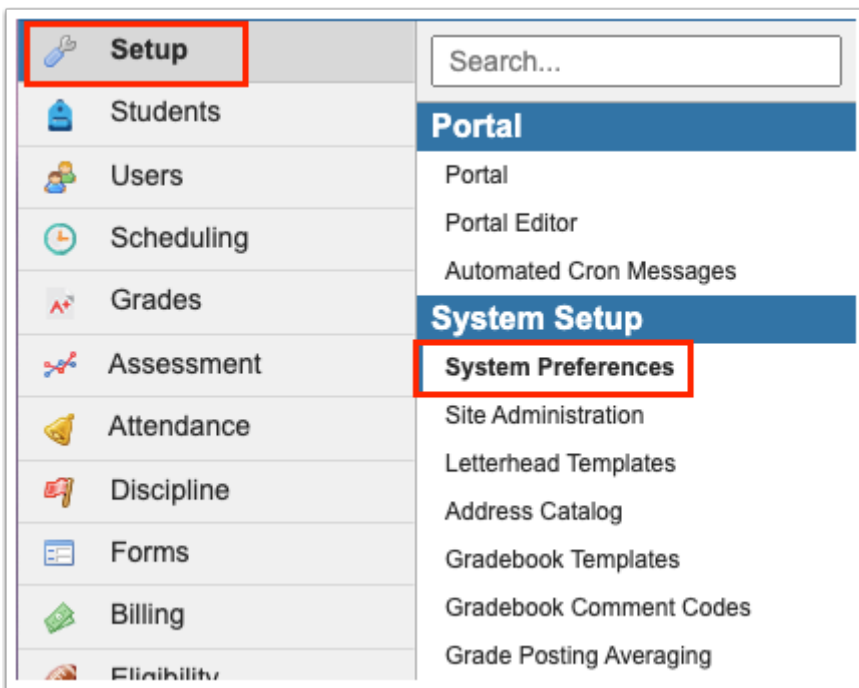 Setup
Students
Users
Scheduling
Grades
Assessment
Attendance
Discipline
Forms
Billing
Eligibility
Search...
Portal
Portal
Portal Editor
Automated Cron Messages
System Setup
System Preferences
Site Administration
Letterhead Templates
Address Catalog
Gradebook Templates
Gradebook Comment Codes
Grade Posting Averaging